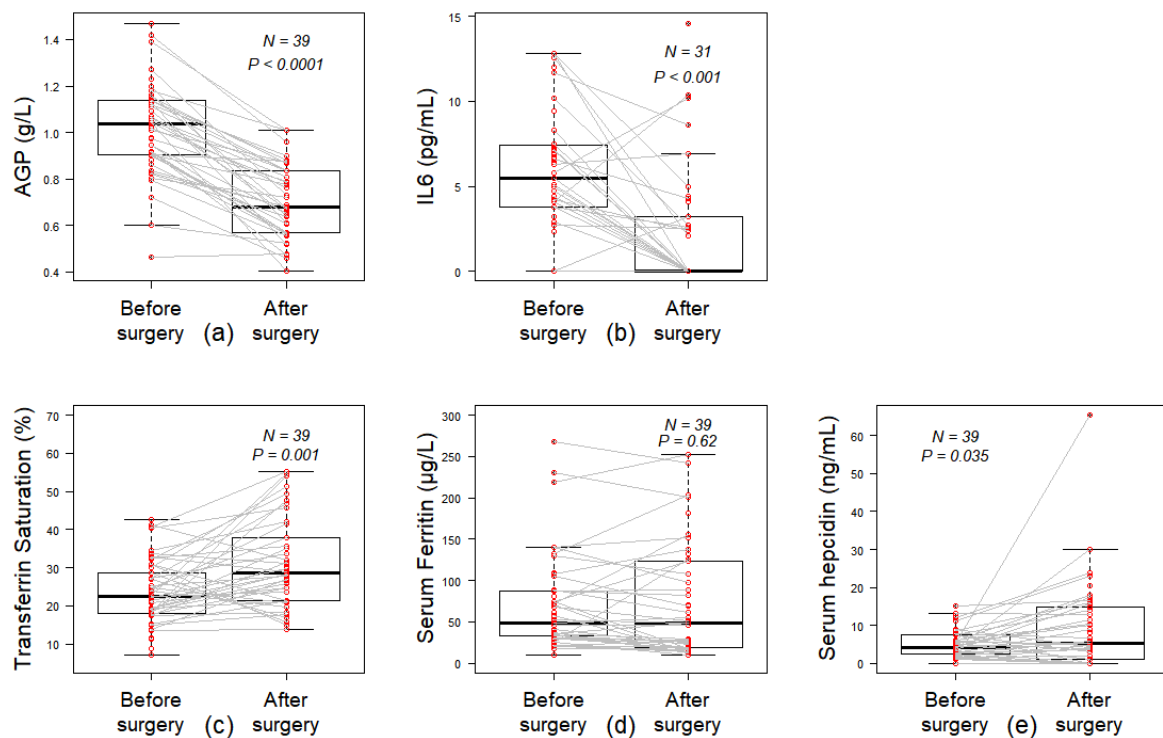 AGP (g/L)
1.4
1.2
1.0
0.8
0.6
0.4
N = 39
P < 0.0001
Before surgery
After surgery
(a)
IL6 (pg/mL)
15
10
5
0
N = 31
P < 0.001
Before surgery
After surgery
(b)
Transferrin Saturation (%)
70
60
50
40
30
20
10
N = 39
P = 0.001
Before surgery
After surgery
(c)
Serum Ferritin (µg/L)
300
250
200
150
100
50
0
N = 39
P = 0.62
Before surgery
After surgery
(d)
Serum hepcidin (ng/mL)
60
50
40
30
20
10
0
N = 39
P = 0.035
Before surgery
After surgery
(e)